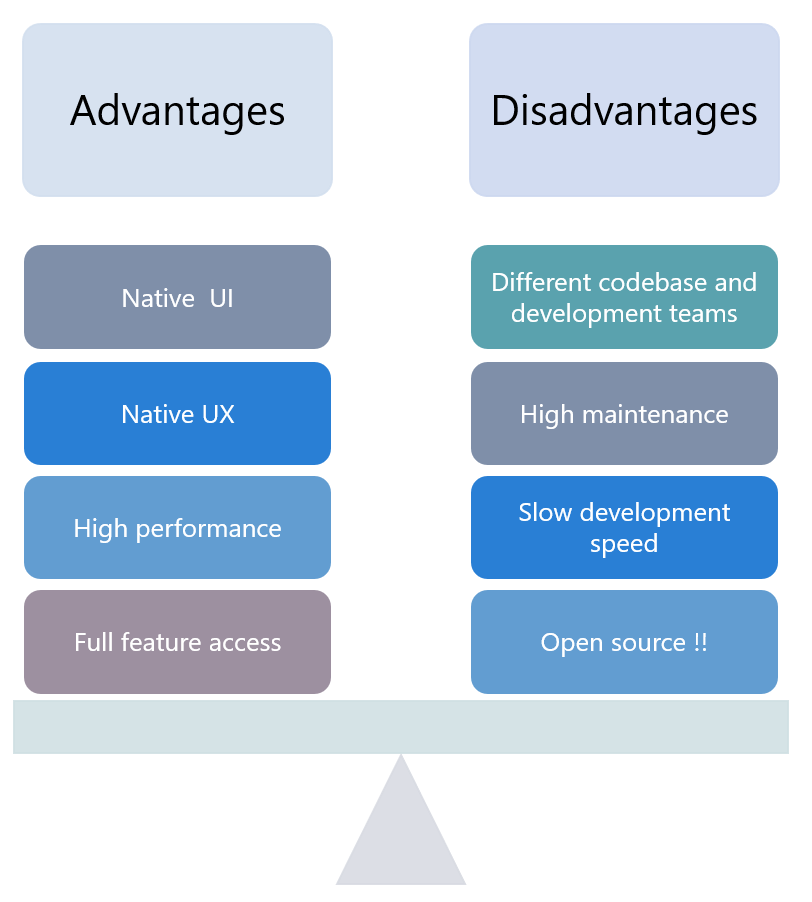 Advantages
Disadvantages
Native  UI
Native UX
High performance
Full feature access
Different codebase and
development teams
High maintenance
Slow development
speed
Open source !!